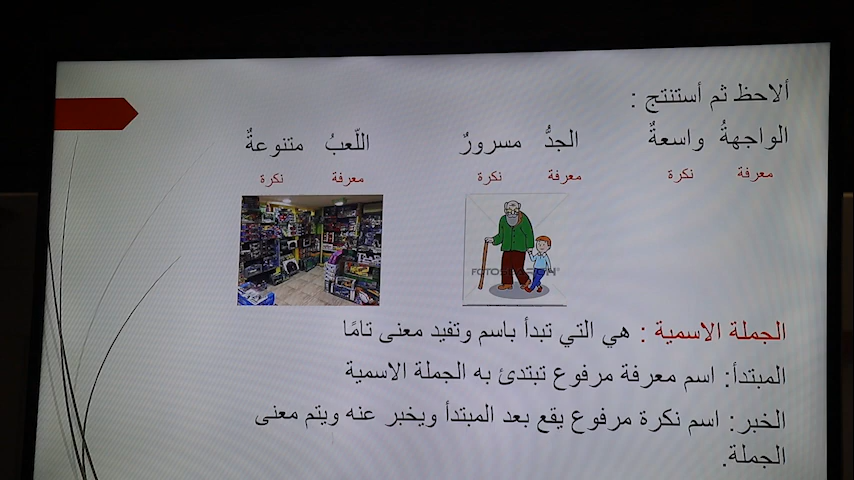 ألاحظ ثم أستنتج :
الواجهةُ واسعةٌ الجدُّ مسرورٌ اللّعبُ متنوعةٌ
معرفة نكرة معرفة نكرة معرفة نكرة
الجملة الاسمية : هي التي تبدأ باسم وتفيد معنى تامًا
المبتدأ: اسم معرفة مرفوع تبتدئ به الجملة الاسمية
الخبر: اسم نكرة مرفوع يقع بعد المبتدأ ويخبر عنه ويتم معنى
الجملة.